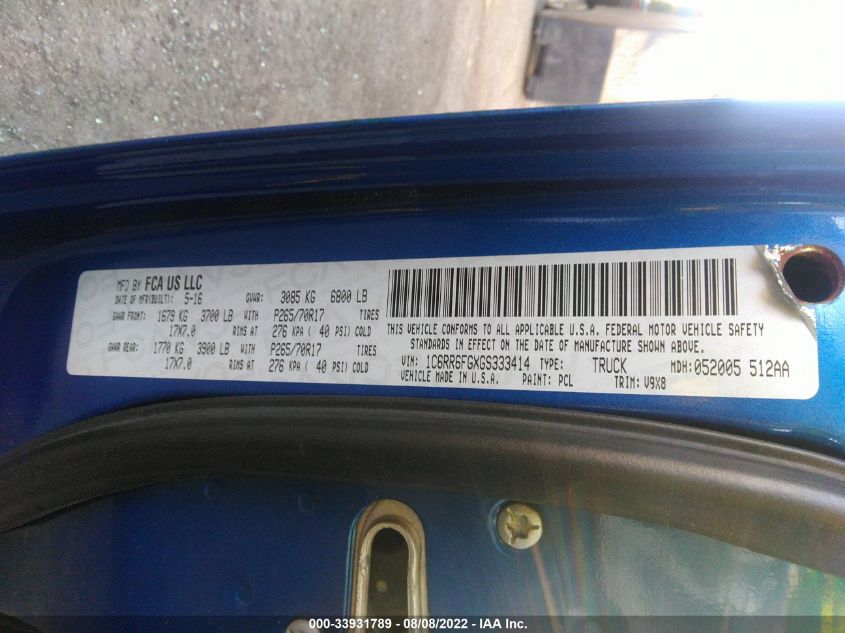 MFD BY FCA US LLC
DATE OF MFR(BUILT): 5-16 GVWR: 3085 KG 6800 LB
GAWR FRONT: 1679 KG 3700 LB WITH P265/70R17 TIRES
17X7.0 RIMS AT 276 KPA ( 40 PSI) COLD
GAWR REAR: 1770 KG 3900 LB WITH P265/70R17 TIRES
17X7.0 RIMS AT 276 KPA ( 40 PSI) COLD
THIS VEHICLE CONFORMS TO ALL APPLICABLE U.S.A. FEDERAL MOTOR VEHICLE SAFETY
STANDARDS IN EFFECT ON THE DATE OF MANUFACTURE SHOWN ABOVE.
VIN: 1C6RR6FGXGS333414 TYPE: TRUCK MDH: 052005 512AA
VEHICLE MADE IN U.S.A. PAINT: PCL TRIM: V9X8
000-33931789 - 08/08/2022 - IAA Inc.